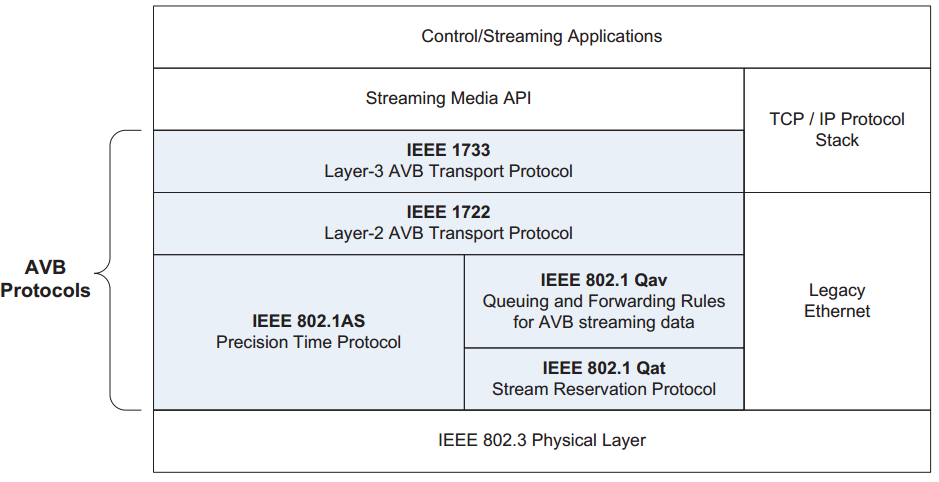 Control/Streaming Applications
Streaming Media API
TCP / IP Protocol
Stack
IEEE 1733
Layer-3 AVB Transport Protocol
IEEE 1722
Layer-2 AVB Transport Protocol
AVB
Protocols
IEEE 802.1AS
Precision Time Protocol
IEEE 802.1 Qav
Queuing and Forwarding Rules
for AVB streaming data
IEEE 802.1 Qat
Stream Reservation Protocol
Legacy
Ethernet
IEEE 802.3 Physical Layer